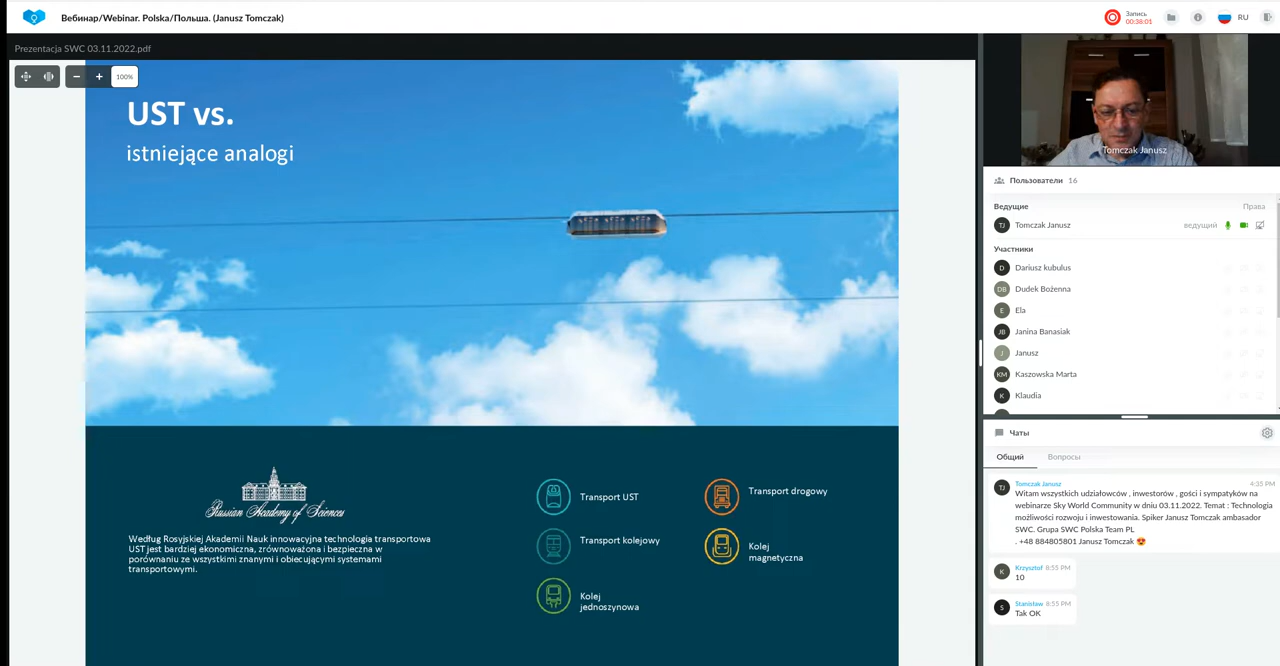 Вебинар/Webinar. Polska/Польша. (Janusz Tomczak)
Запись
00:38:01
RU
Prezentacja SWC 03.11.2022.pdf
100%
UST vs.
istniejące analogi
Russian Academy of Sciences
Według Rosyjskiej Akademii Nauk innowacyjna technologia transportowa
UST jest bardziej ekonomiczna, zrównoważona i bezpieczna w
porównaniu ze wszystkimi znanymi i obiecującymi systemami
transportowymi.
Transport UST
Transport kolejowy
Kolej
jednoszynowa
Transport drogowy
Kolej
magnetyczna
Tomczak Janusz
Пользователи 16
Ведущие
Права
TJ Tomczak Janusz ведущий
Участники
D Dariusz kubulus
DB Dudek Bożenna
E Ela
JB Janina Banasiak
J Janusz
KM Kaszowska Marta
K Klaudia
Чаты
Общий Вопросы
TJ Tomczak Janusz 4:23 PM
Witam wszystkich udziałowców , inwestorów , gości i sympatyków na
webinarze Sky World Community w dniu 03.11.2022. Temat : Technologia
możliwości rozwoju i inwestowania. Spiker Janusz Tomczak ambasador
SWC. Grupa SWC Polska Team PL
. +48 884805801 Janusz Tomczak 😍
K Krzysztof 8:55 PM
10
S Stanisław 8:55 PM
Tak OK